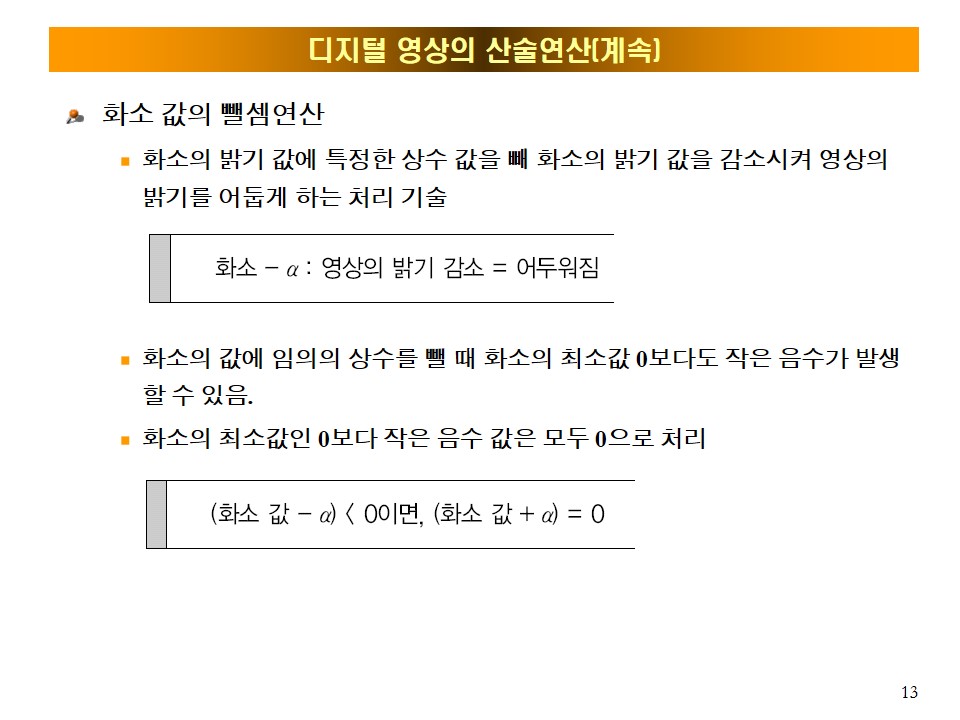 디지털 영상의 산술연산(계속)
화소 값의 뺄셈연산
화소의 밝기 값에 특정한 상수 값을 빼 화소의 밝기 값을 감소시켜 영상의
밝기를 어둡게 하는 처리 기술
화소 – α : 영상의 밝기 감소 = 어두워짐
화소의 값에 임의의 상수를 뺄 때 화소의 최소값 0보다도 작은 음수가 발생
할 수 있음.
화소의 최소값인 0보다 작은 음수 값은 모두 0으로 처리
(화소 값 – α) < 0이면, (화소 값 + α) = 0
13